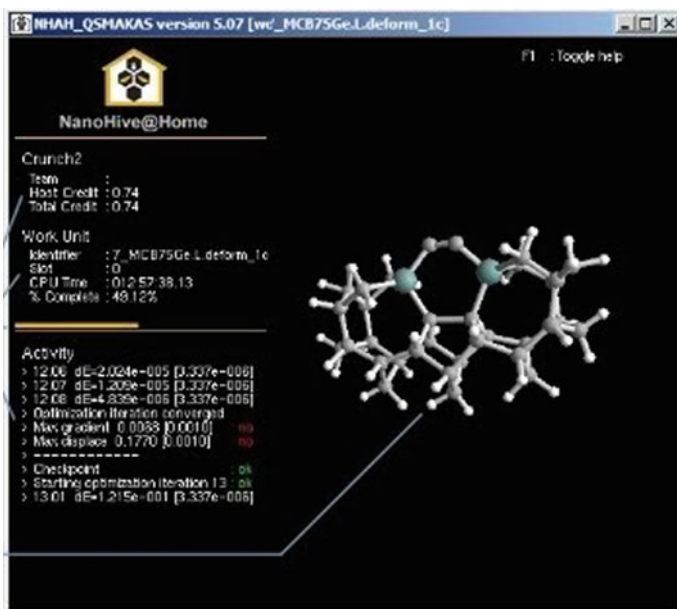 NHAH_QSMAKAS version 5.07 [wd_MCB75Ge.L.deform_1c]
F1 : Toggle help
NanoHive@Home
Crunch2
Team :
Host Credit : 0.74
Total Credit : 0.74
Work Unit
Identifier : 7_MCB75Ge.L.deform_1c
Slot : 0
CPU Time : 012:57:38.13
% Complete : 48.12%
Activity
> 12.06 dE=2.024e-005 [3.337e-006]
> 12.07 dE=1.209e-005 [3.337e-006]
> 12.08 dE=4.839e-006 [3.337e-006]
> Optimization iteration converged
> Max gradient 0.0068 [0.0010] : no
> Max displace 0.1770 [0.0010] : no
> -------------
> Checkpoint : ok
> Starting optimization iteration 13 : ok
> 13.01 dE=1.215e-001 [3.337e-006]